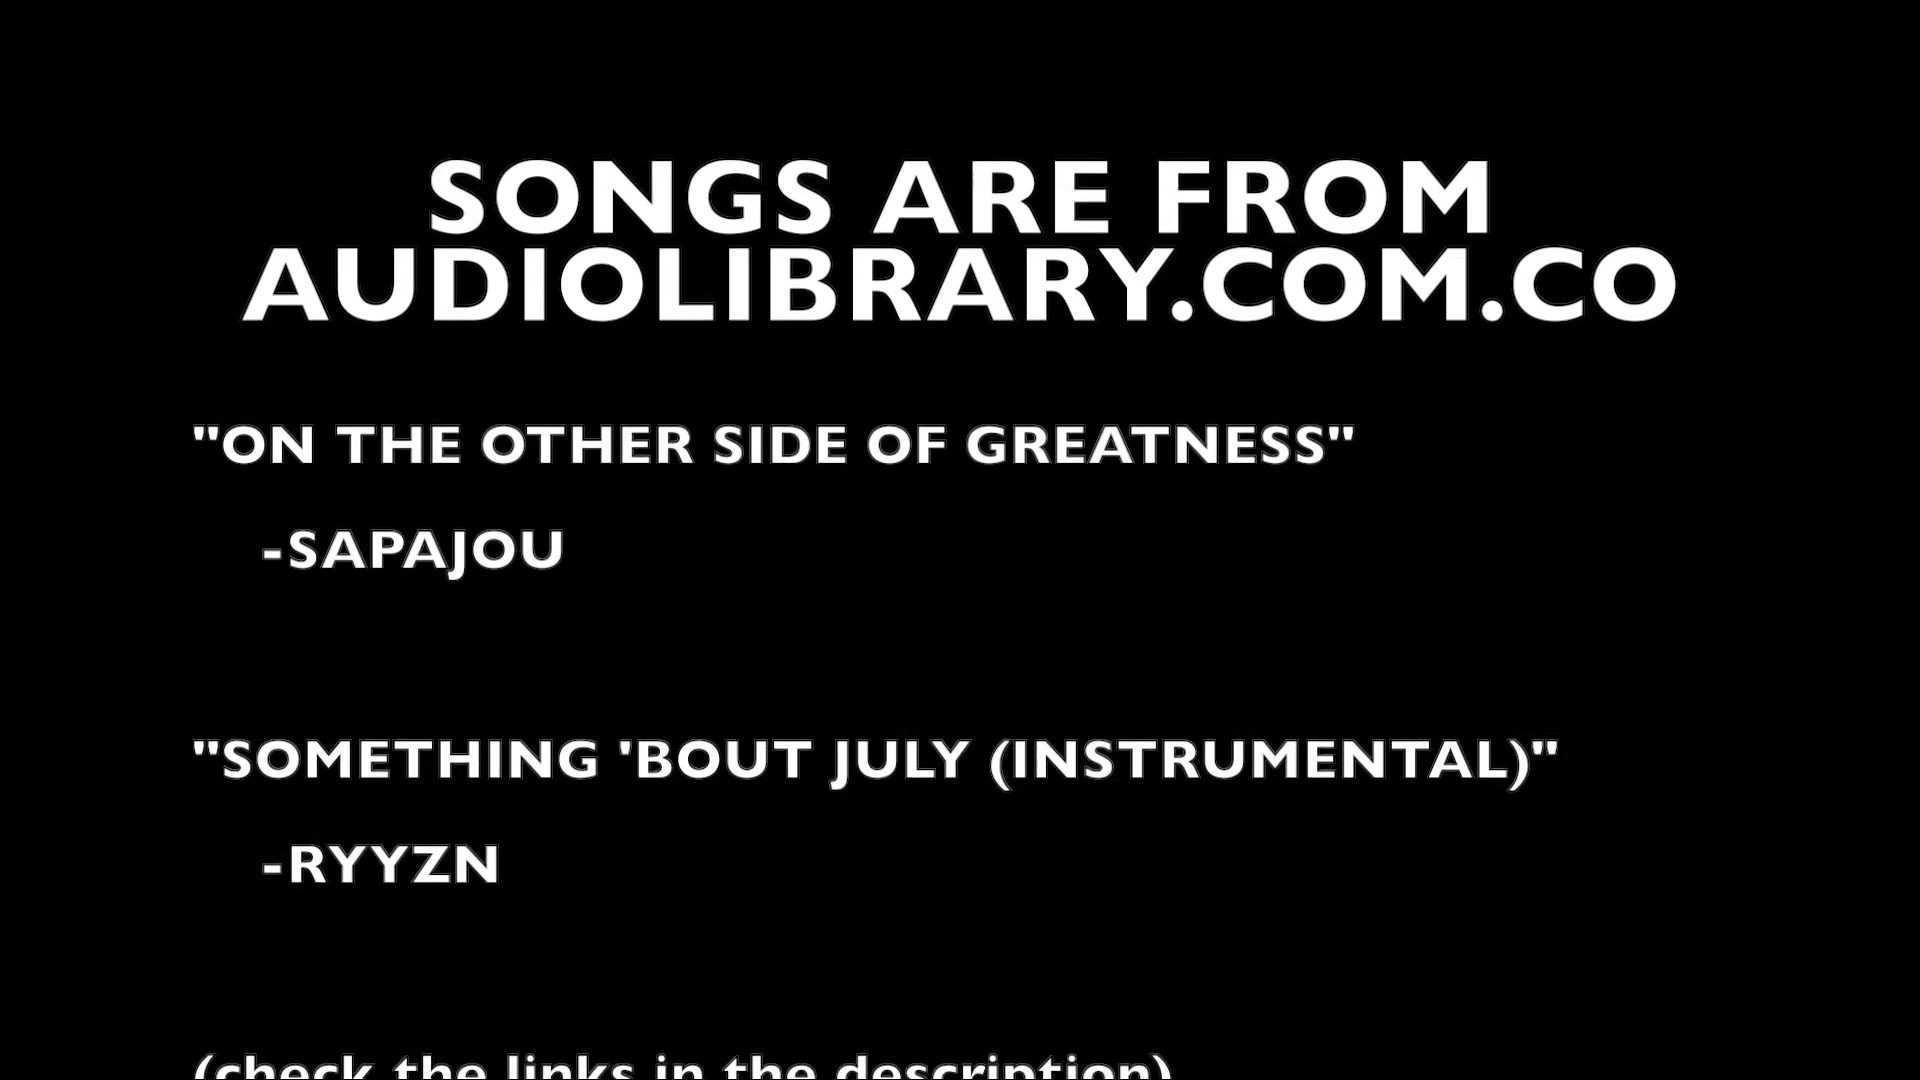 SONGS ARE FROM
AUDIOLIBRARY.COM.CO
"ON THE OTHER SIDE OF GREATNESS"
-SAPAJOU
"SOMETHING 'BOUT JULY (INSTRUMENTAL)"
-RYYZN
(check the links in the description)